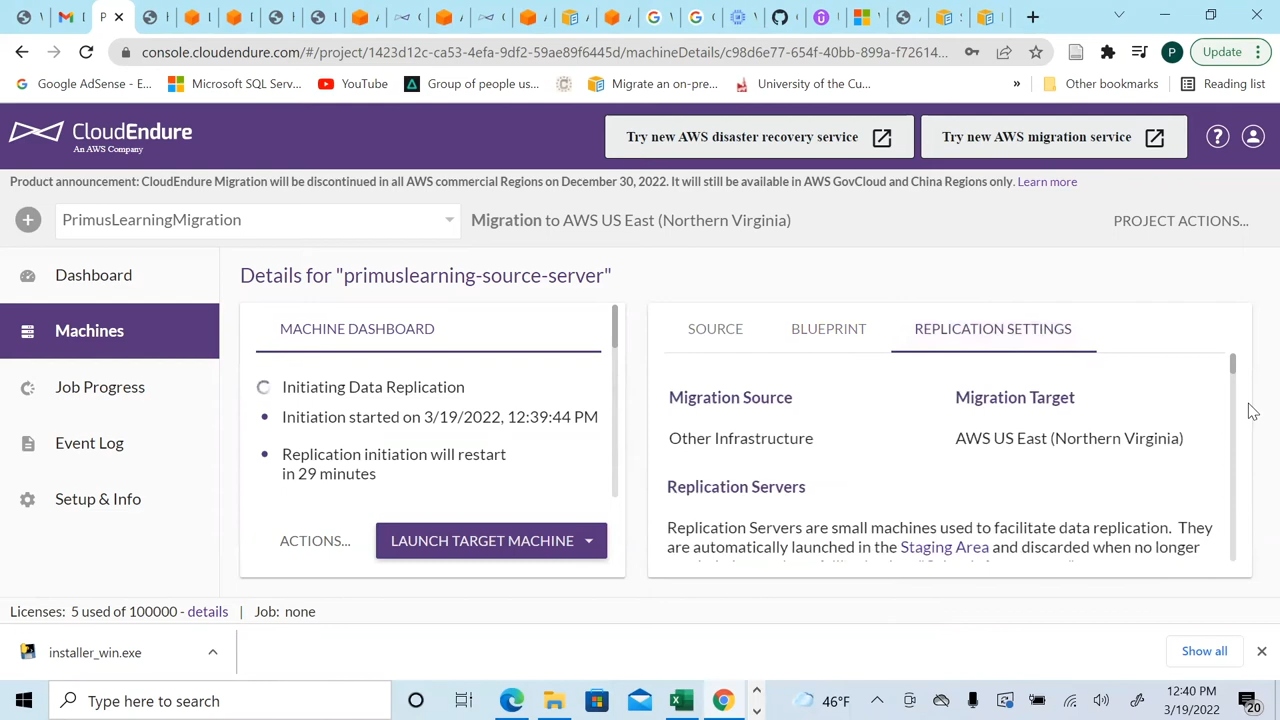 P
Update
console.cloudendure.com/#/project/1423d12c-ca53-4efa-9df2-59ae89f6445d/machineDetails/c98d6e77-654f-40bb-899a-f72614...
P
Google AdSense - E...
Microsoft SQL Serv...
YouTube
Group of people us...
Migrate an on-pre...
University of the Cu...
»
Other bookmarks
Reading list
CloudEndure
An AWS Company
Try new AWS disaster recovery service
Try new AWS migration service
Product announcement: CloudEndure Migration will be discontinued in all AWS commercial Regions on December 30, 2022. It will still be available in AWS GovCloud and China Regions only. Learn more
PrimusLearningMigration
Migration to AWS US East (Northern Virginia)
PROJECT ACTIONS...
Dashboard
Machines
Job Progress
Event Log
Setup & Info
Details for "primuslearning-source-server"
MACHINE DASHBOARD
Initiating Data Replication
Initiation started on 3/19/2022, 12:39:44 PM
Replication initiation will restart
in 29 minutes
ACTIONS...
LAUNCH TARGET MACHINE
SOURCE
BLUEPRINT
REPLICATION SETTINGS
Migration Source
Migration Target
Other Infrastructure
AWS US East (Northern Virginia)
Replication Servers
Replication Servers are small machines used to facilitate data replication. They
are automatically launched in the Staging Area and discarded when no longer
Licenses: 5 used of 100000 - details | Job: none
installer_win.exe
Show all
Type here to search
46°F
12:40 PM
3/19/2022
20